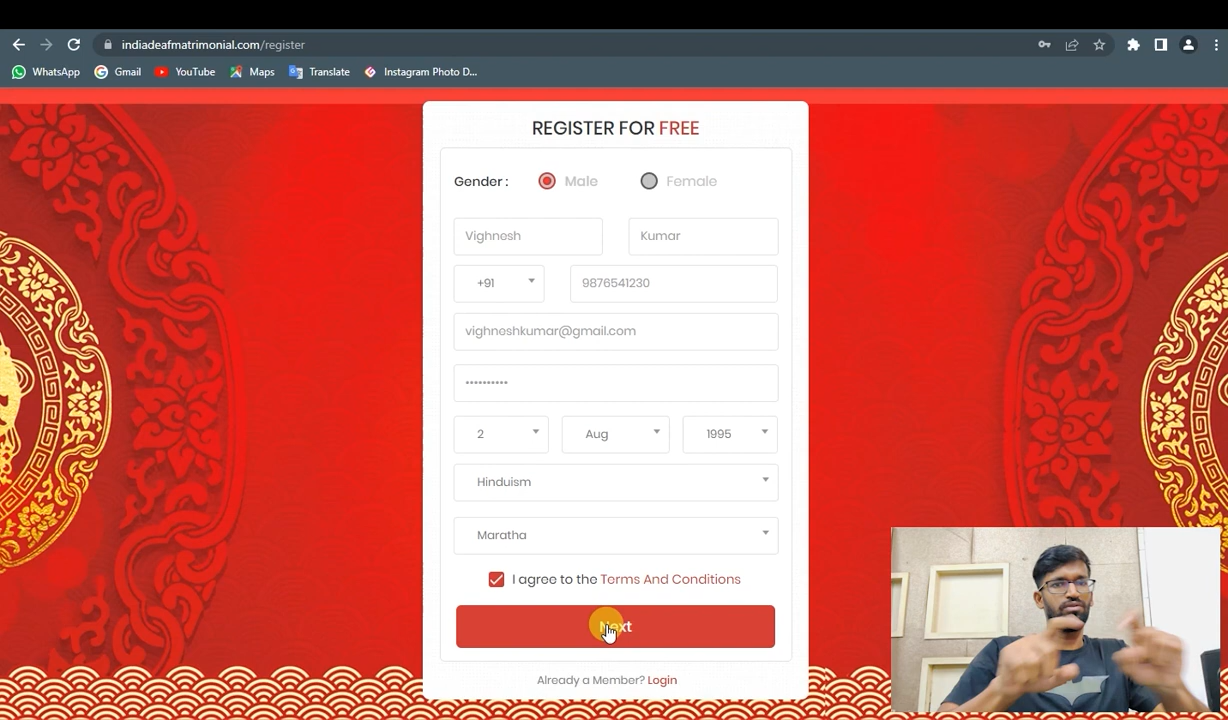 indiadeafmatrimonial.com/register
WhatsApp Gmail YouTube Maps Translate Instagram Photo D...
REGISTER FOR FREE
Gender : Male Female
Vighnesh Kumar
+91 9876541230
vighneshkumar@gmail.com
••••••••••
2 Aug 1995
Hinduism
Maratha
I agree to the Terms And Conditions
Next
Already a Member? Login